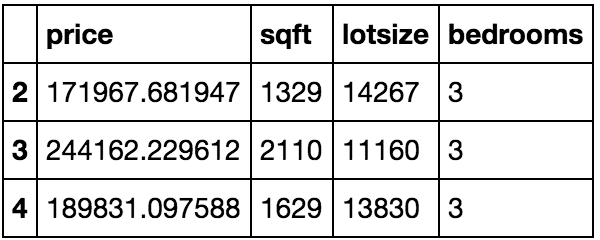 price sqft lotsize bedrooms
2 171967.681947 1329 14267 3
3 244162.229612 2110 11160 3
4 189831.097588 1629 13830 3